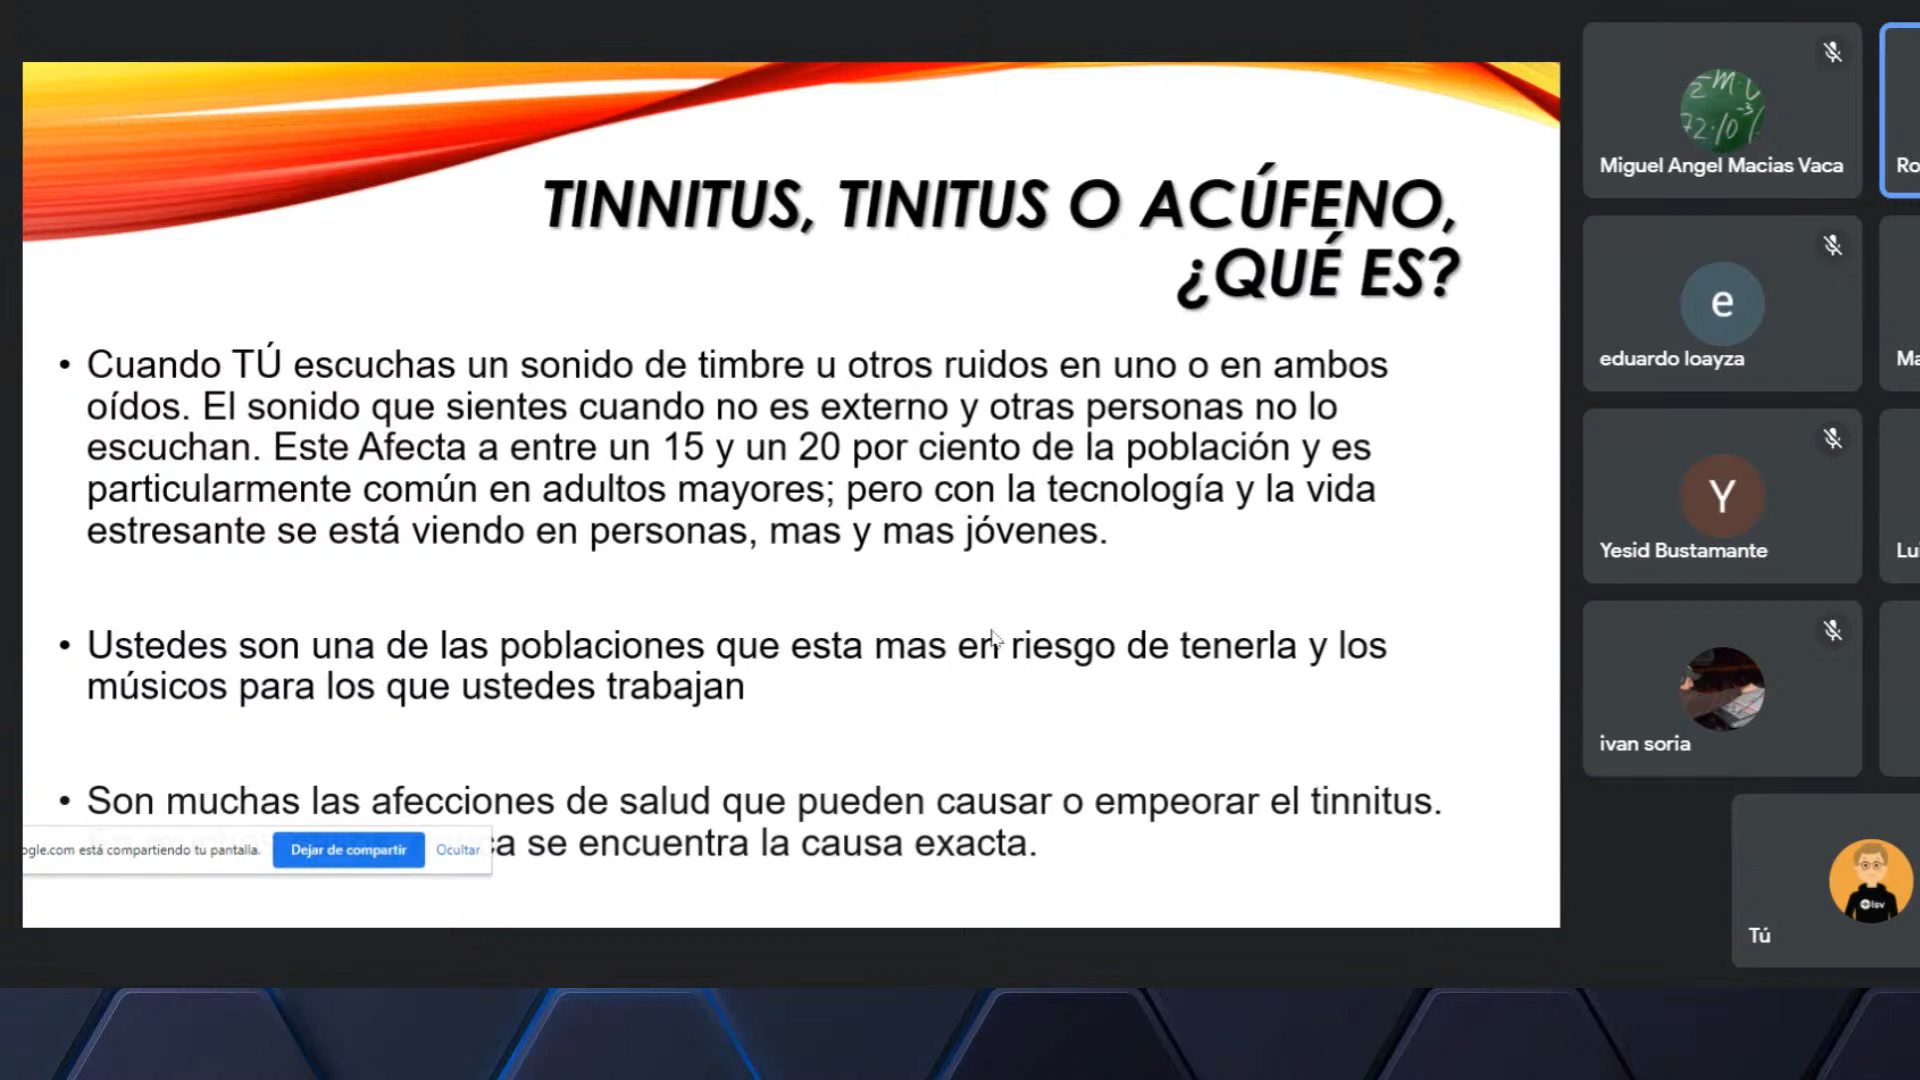 TINNITUS, TINITUS O ACÚFENO,
¿QUÉ ES?
• Cuando TÚ escuchas un sonido de timbre u otros ruidos en uno o en ambos
oídos. El sonido que sientes cuando no es externo y otras personas no lo
escuchan. Este Afecta a entre un 15 y un 20 por ciento de la población y es
particularmente común en adultos mayores; pero con la tecnología y la vida
estresante se está viendo en personas, mas y mas jóvenes.
• Ustedes son una de las poblaciones que esta mas en riesgo de tenerla y los
músicos para los que ustedes trabajan
• Son muchas las afecciones de salud que pueden causar o empeorar el tinnitus.
se encuentra la causa exacta.
ogle.com está compartiendo tu pantalla.
Dejar de compartir
Ocultar
Miguel Angel Macias Vaca
Ro
e
eduardo loayza
Ma
Y
Yesid Bustamante
Lui
ivan soria
lsv
Tú